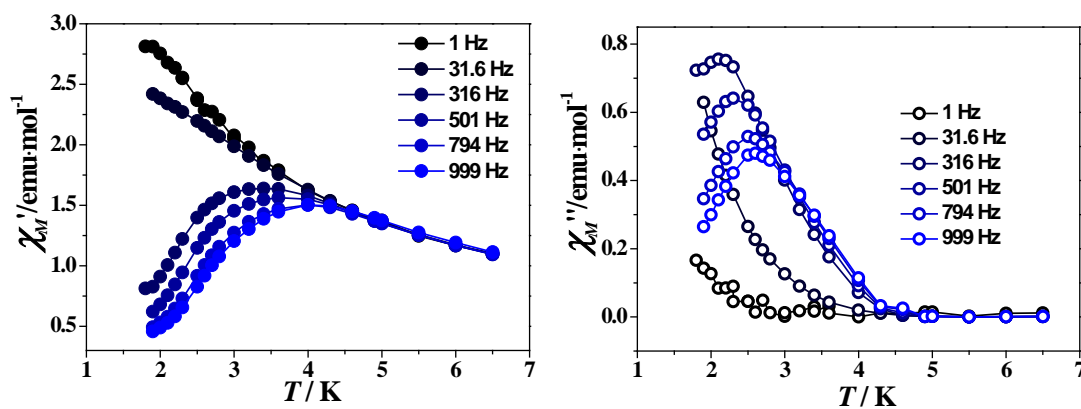 χM'/emu·mol-1
3.0
2.5
2.0
1.5
1.0
0.5
1 Hz
31.6 Hz
316 Hz
501 Hz
794 Hz
999 Hz
1 2 3 4 5 6 7
T / K
χM''/emu·mol-1
0.8
0.6
0.4
0.2
0.0
1 Hz
31.6 Hz
316 Hz
501 Hz
794 Hz
999 Hz
1 2 3 4 5 6 7
T / K